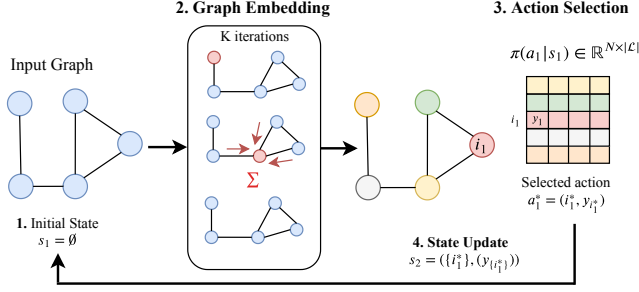 2. Graph Embedding
3. Action Selection
K iterations
Input Graph
π(a₁|s₁) ∈ ℝ^{N×|ℒ|}
i₁ y₁
i₁
Σ
Selected action
a₁* = (i₁*, y_{i₁*})
1. Initial State
s₁ = ∅
4. State Update
s₂ = ({i₁*}, (y_{{i₁*}}))